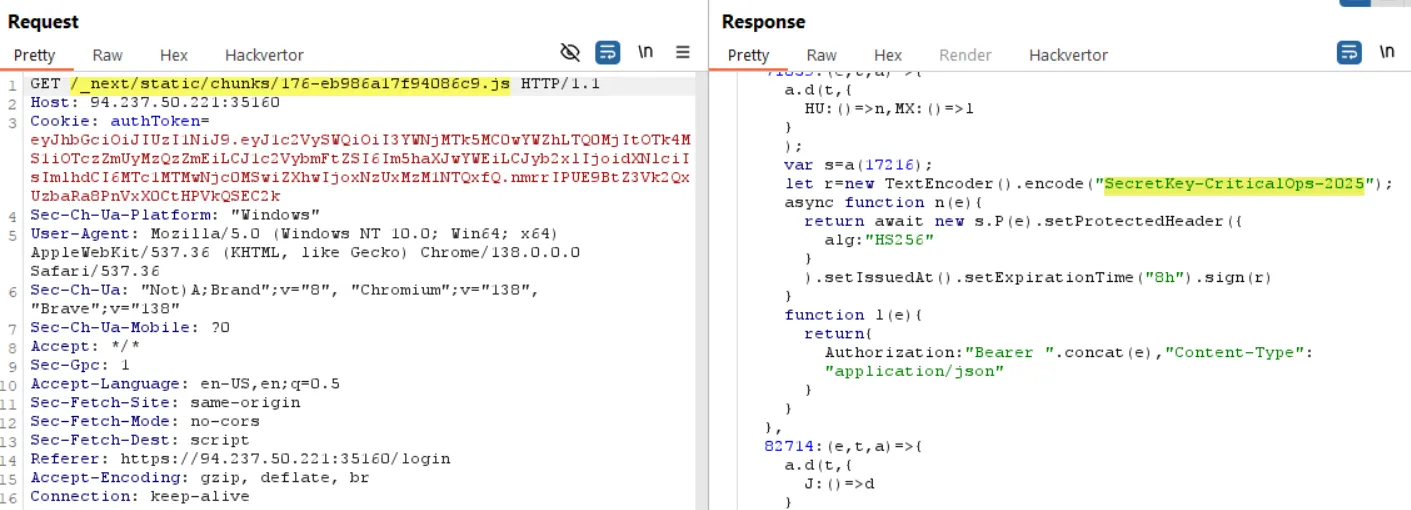 Request
Pretty Raw Hex Hackvertor \n
1 GET /_next/static/chunks/176-eb986a17f94086c9.js HTTP/1.1
2 Host: 94.237.50.221:35160
3 Cookie: authToken=
eyJhbGciOiJIUzI1NiJ9.eyJ1c2VySWQiOiI3YWNjMTk5MC0wYWZhLTQ0MjItOTk4M
S1iOTczZmUyMzQzZmEiLCJ1c2VybmFtZSI6Im5haXJwYWEiLCJyb2xlIjoidXNlciI
sImlhdCI6MTc1MTMwNjc0MSwiZXhwIjoxNzUxMzM1NTQxfQ.nmrrIPUE9BtZ3Vk2Qx
UzbaRa8PnVxX0CtHPVkQSEC2k
4 Sec-Ch-Ua-Platform: "Windows"
5 User-Agent: Mozilla/5.0 (Windows NT 10.0; Win64; x64)
AppleWebKit/537.36 (KHTML, like Gecko) Chrome/138.0.0.0
Safari/537.36
6 Sec-Ch-Ua: "Not)A;Brand";v="8", "Chromium";v="138",
"Brave";v="138"
7 Sec-Ch-Ua-Mobile: ?0
8 Accept: */*
9 Sec-Gpc: 1
10 Accept-Language: en-US,en;q=0.5
11 Sec-Fetch-Site: same-origin
12 Sec-Fetch-Mode: no-cors
13 Sec-Fetch-Dest: script
14 Referer: https://94.237.50.221:35160/login
15 Accept-Encoding: gzip, deflate, br
16 Connection: keep-alive
Response
Pretty Raw Hex Render Hackvertor \n
a.d(t,{
HU:()=>n,MX:()=>l
}
);
var s=a(17216);
let r=new TextEncoder().encode("SecretKey-CriticalOps-2025");
async function n(e){
return await new s.P(e).setProtectedHeader({
alg:"HS256"
}
).setIssuedAt().setExpirationTime("8h").sign(r)
}
function l(e){
return{
Authorization:"Bearer ".concat(e),"Content-Type":
"application/json"
}
}
},
82714:(e,t,a)=>{
a.d(t,{
J:()=>d
}